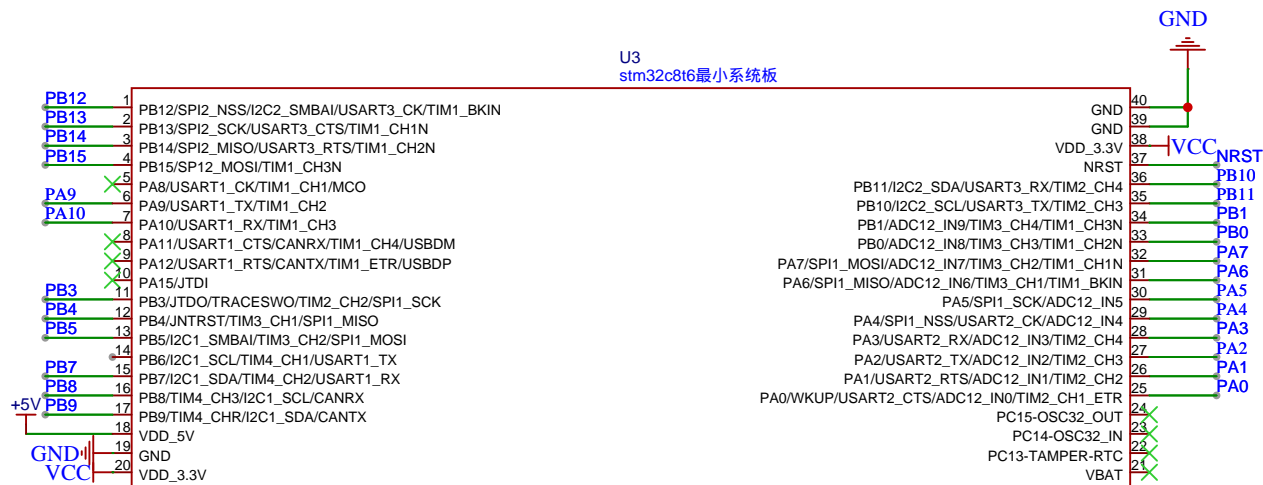 GND
U3
stm32c8t6最小系统板
PB12 1 PB12/SPI2_NSS/I2C2_SMBAI/USART3_CK/TIM1_BKIN
PB13 2 PB13/SPI2_SCK/USART3_CTS/TIM1_CH1N
PB14 3 PB14/SPI2_MISO/USART3_RTS/TIM1_CH2N
PB15 4 PB15/SP12_MOSI/TIM1_CH3N
5 PA8/USART1_CK/TIM1_CH1/MCO
PA9 6 PA9/USART1_TX/TIM1_CH2
PA10 7 PA10/USART1_RX/TIM1_CH3
8 PA11/USART1_CTS/CANRX/TIM1_CH4/USBDM
9 PA12/USART1_RTS/CANTX/TIM1_ETR/USBDP
10 PA15/JTDI
PB3 11 PB3/JTDO/TRACESWO/TIM2_CH2/SPI1_SCK
PB4 12 PB4/JNTRST/TIM3_CH1/SPI1_MISO
PB5 13 PB5/I2C1_SMBAI/TIM3_CH2/SPI1_MOSI
14 PB6/I2C1_SCL/TIM4_CH1/USART1_TX
PB7 15 PB7/I2C1_SDA/TIM4_CH2/USART1_RX
PB8 16 PB8/TIM4_CH3/I2C1_SCL/CANRX
+5V PB9 17 PB9/TIM4_CHR/I2C1_SDA/CANTX
18 VDD_5V
GND 19 GND
VCC 20 VDD_3.3V
GND 40
GND 39
VDD_3.3V 38 VCC
NRST 37 NRST
PB11/I2C2_SDA/USART3_RX/TIM2_CH4 36 PB10
PB10/I2C2_SCL/USART3_TX/TIM2_CH3 35 PB11
PB1/ADC12_IN9/TIM3_CH4/TIM1_CH3N 34 PB1
PB0/ADC12_IN8/TIM3_CH3/TIM1_CH2N 33 PB0
PA7/SPI1_MOSI/ADC12_IN7/TIM3_CH2/TIM1_CH1N 32 PA7
PA6/SPI1_MISO/ADC12_IN6/TIM3_CH1/TIM1_BKIN 31 PA6
PA5/SPI1_SCK/ADC12_IN5 30 PA5
PA4/SPI1_NSS/USART2_CK/ADC12_IN4 29 PA4
PA3/USART2_RX/ADC12_IN3/TIM2_CH4 28 PA3
PA2/USART2_TX/ADC12_IN2/TIM2_CH3 27 PA2
PA1/USART2_RTS/ADC12_IN1/TIM2_CH2 26 PA1
PA0/WKUP/USART2_CTS/ADC12_IN0/TIM2_CH1_ETR 25 PA0
PC15-OSC32_OUT 24
PC14-OSC32_IN 23
PC13-TAMPER-RTC 22
VBAT 21